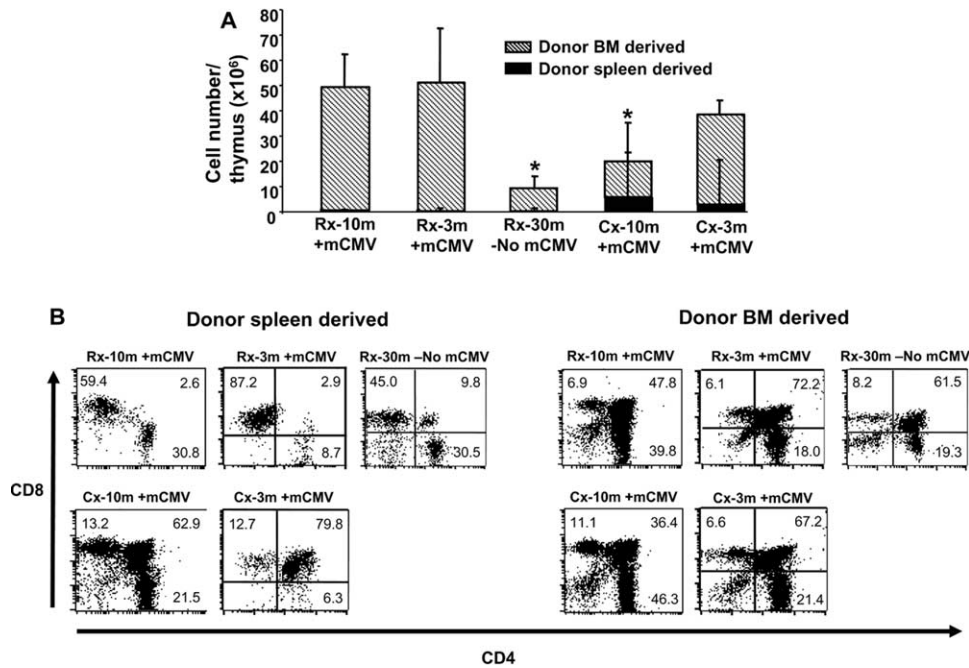 A
80
70
60
50
40
30
20
10
0
Cell number/
thymus (x10⁶)
Donor BM derived
Donor spleen derived
*
*
Rx-10m
+mCMV
Rx-3m
+mCMV
Rx-30m
-No mCMV
Cx-10m
+mCMV
Cx-3m
+mCMV
B
Donor spleen derived
Donor BM derived
Rx-10m +mCMV
Rx-3m +mCMV
Rx-30m –No mCMV
Rx-10m +mCMV
Rx-3m +mCMV
Rx-30m –No mCMV
59.4 2.6
30.8
87.2 2.9
8.7
45.0 9.8
30.5
6.9 47.8
39.8
6.1 72.2
18.0
8.2 61.5
19.3
CD8
Cx-10m +mCMV
Cx-3m +mCMV
Cx-10m +mCMV
Cx-3m +mCMV
13.2 62.9
21.5
12.7 79.8
6.3
11.1 36.4
46.3
6.6 67.2
21.4
CD4